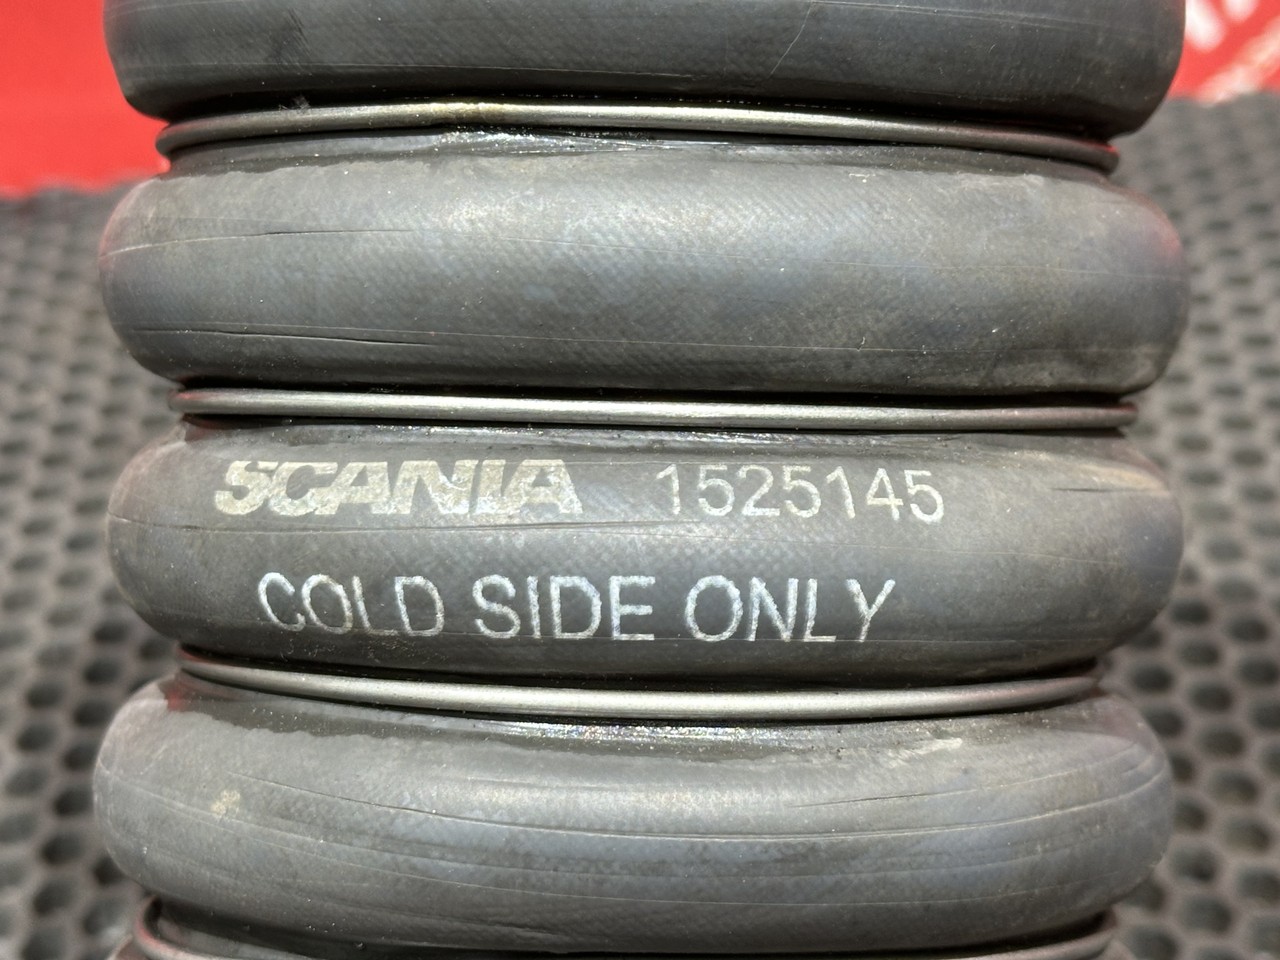 SCANIA 1525145
COLD SIDE ONLY